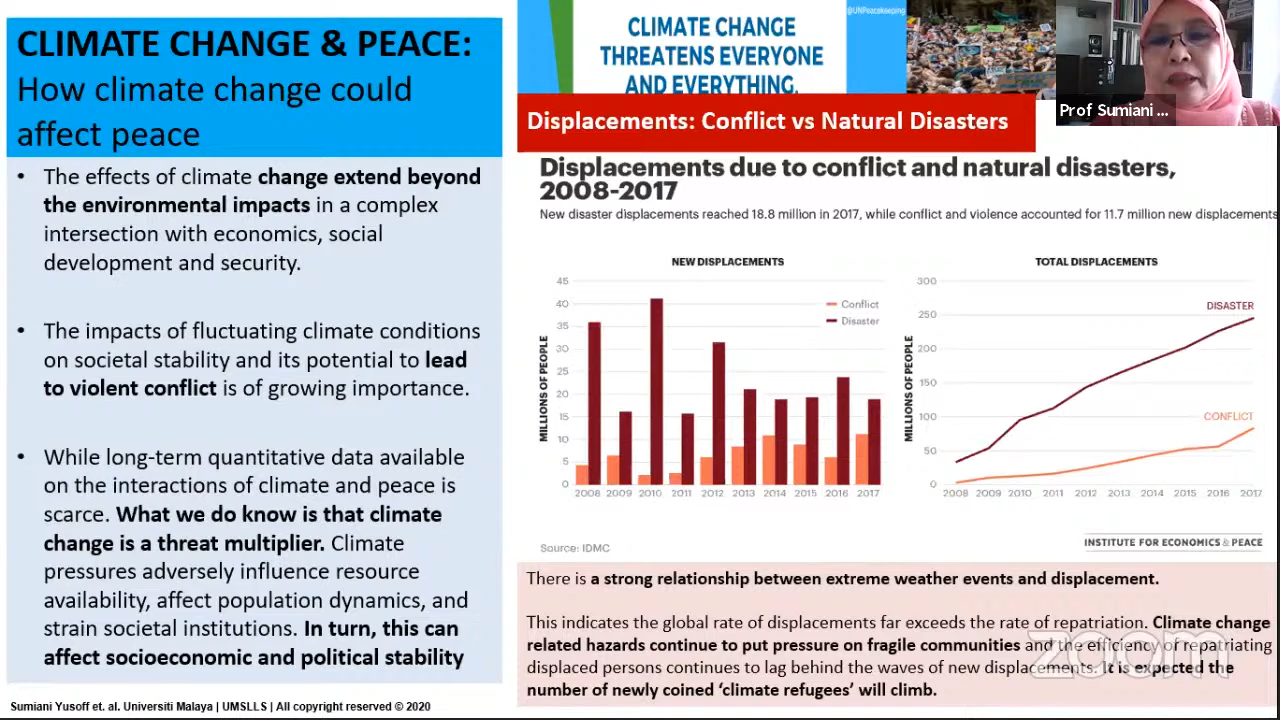 CLIMATE CHANGE & PEACE:
How climate change could
affect peace
• The effects of climate change extend beyond
the environmental impacts in a complex
intersection with economics, social
development and security.
• The impacts of fluctuating climate conditions
on societal stability and its potential to lead
to violent conflict is of growing importance.
• While long-term quantitative data available
on the interactions of climate and peace is
scarce. What we do know is that climate
change is a threat multiplier. Climate
pressures adversely influence resource
availability, affect population dynamics, and
strain societal institutions. In turn, this can
affect socioeconomic and political stability
Sumiani Yusoff et. al. Universiti Malaya | UMSLLS | All copyright reserved © 2020
CLIMATE CHANGE
THREATENS EVERYONE
AND EVERYTHING.
@UNPeacekeeping
Prof Sumiani ...
Displacements: Conflict vs Natural Disasters
Displacements due to conflict and natural disasters,
2008-2017
New disaster displacements reached 18.8 million in 2017, while conflict and violence accounted for 11.7 million new displacements
NEW DISPLACEMENTS
MILLIONS OF PEOPLE
45
40
35
30
25
20
15
10
5
0
Conflict
Disaster
2008 2009 2010 2011 2012 2013 2014 2015 2016 2017
TOTAL DISPLACEMENTS
MILLIONS OF PEOPLE
300
250
200
150
100
50
0
DISASTER
CONFLICT
2008 2009 2010 2011 2012 2013 2014 2015 2016 2017
Source: IDMC
INSTITUTE FOR ECONOMICS & PEACE
There is a strong relationship between extreme weather events and displacement.
This indicates the global rate of displacements far exceeds the rate of repatriation. Climate change
related hazards continue to put pressure on fragile communities and the efficiency of repatriating
displaced persons continues to lag behind the waves of new displacements. It is expected the
number of newly coined ‘climate refugees’ will climb.
zoom